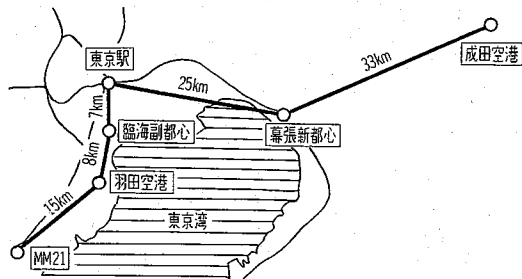 成田空港
東京駅
33km
25km
7km
幕張新都心
臨海副都心
8km
羽田空港
15km
東京湾
MM21